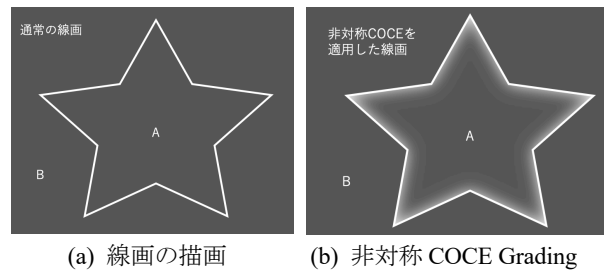 通常の線画
A
B
非対称COCEを
適用した線画
A
B
(a) 線画の描画
(b) 非対称 COCE Grading